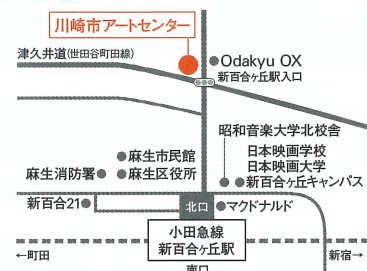 川崎市アートセンター
津久井道(世田谷町田線)
Odakyu OX
新百合ヶ丘駅入口
昭和音楽大学北校舎
日本映画学校
日本映画大学
新百合ヶ丘キャンパス
麻生市民館
麻生消防署
麻生区役所
新百合21
北口
マクドナルド
小田急線
新百合ヶ丘駅
←町田
新宿→
南口